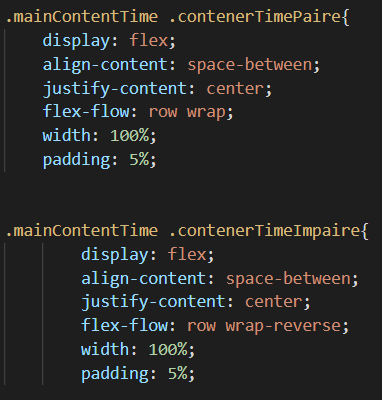 .mainContentTime .contenerTimePaire{
display: flex;
align-content: space-between;
justify-content: center;
flex-flow: row wrap;
width: 100%;
padding: 5%;
.mainContentTime .contenerTimeImpaire{
display: flex;
align-content: space-between;
justify-content: center;
flex-flow: row wrap-reverse;
width: 100%;
padding: 5%;